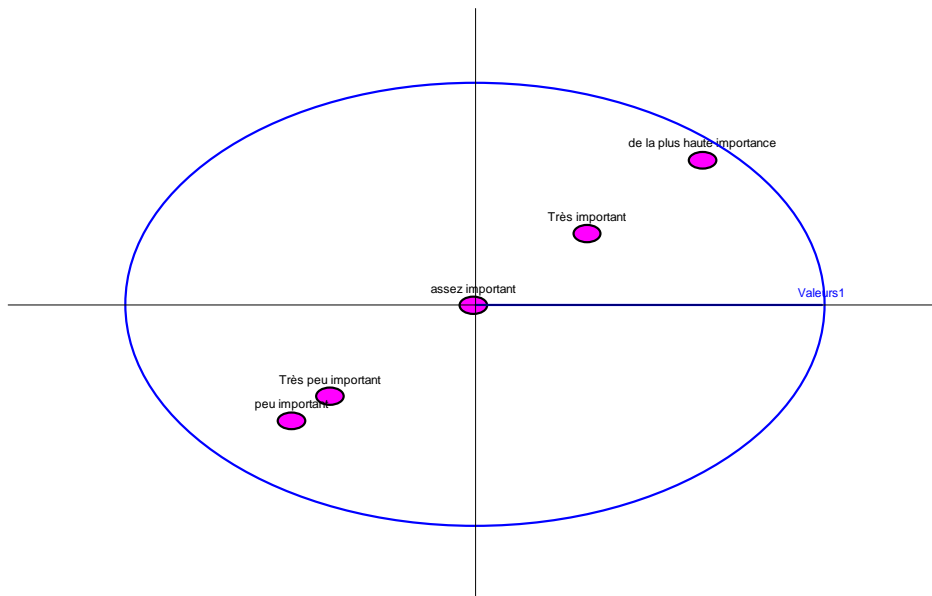 de la plus haute importance
Très important
assez important
Valeurs1
Très peu important
peu important